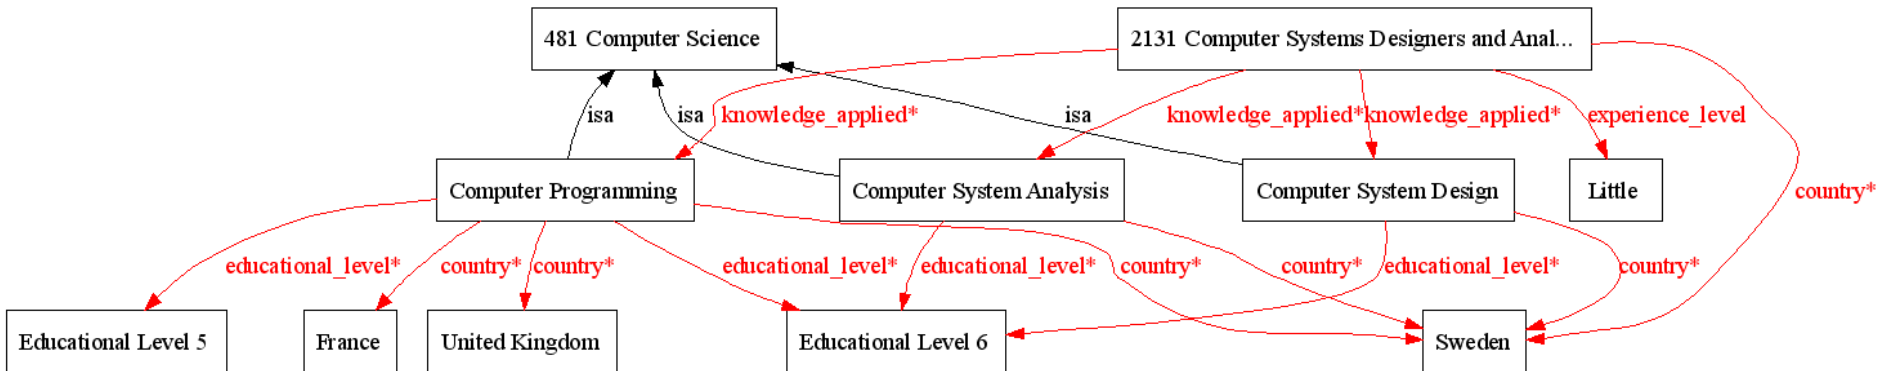 481 Computer Science
2131 Computer Systems Designers and Anal...
isa
isa
knowledge_applied*
isa
knowledge_applied*
knowledge_applied*
experience_level
Computer Programming
Computer System Analysis
Computer System Design
Little
country*
educational_level*
country*
country*
educational_level*
educational_level*
country*
country*
educational_level*
country*
Educational Level 5
France
United Kingdom
Educational Level 6
Sweden